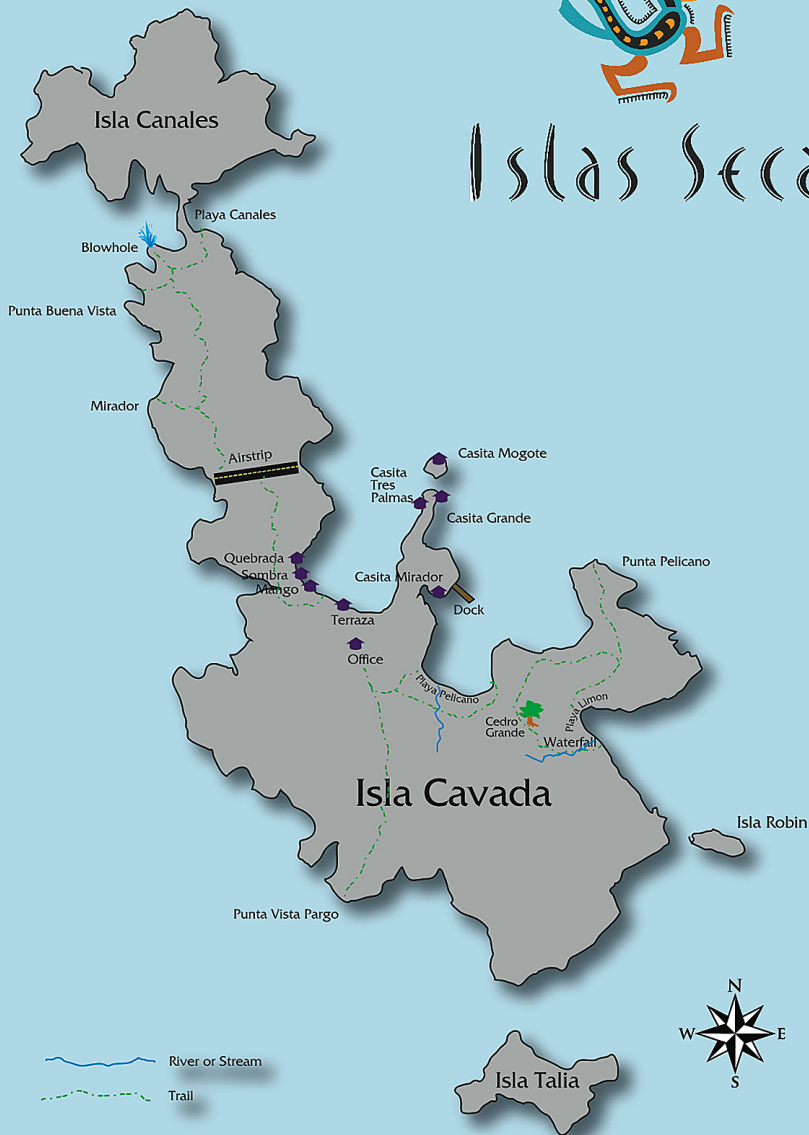 Isla Canales
Islas Seca
Playa Canales
Blowhole
Punta Buena Vista
Mirador
Airstrip
Casita Mogote
Casita
Tres
Palmas
Casita Grande
Quebrada
Sombra
Mango
Casita Mirador
Dock
Terraza
Punta Pelicano
Office
Playa Pelicano
Playa Limon
Cedro
Grande
Waterfall
Isla Cavada
Isla Robin
Punta Vista Pargo
N
W
E
S
River or Stream
Trail
Isla Talia